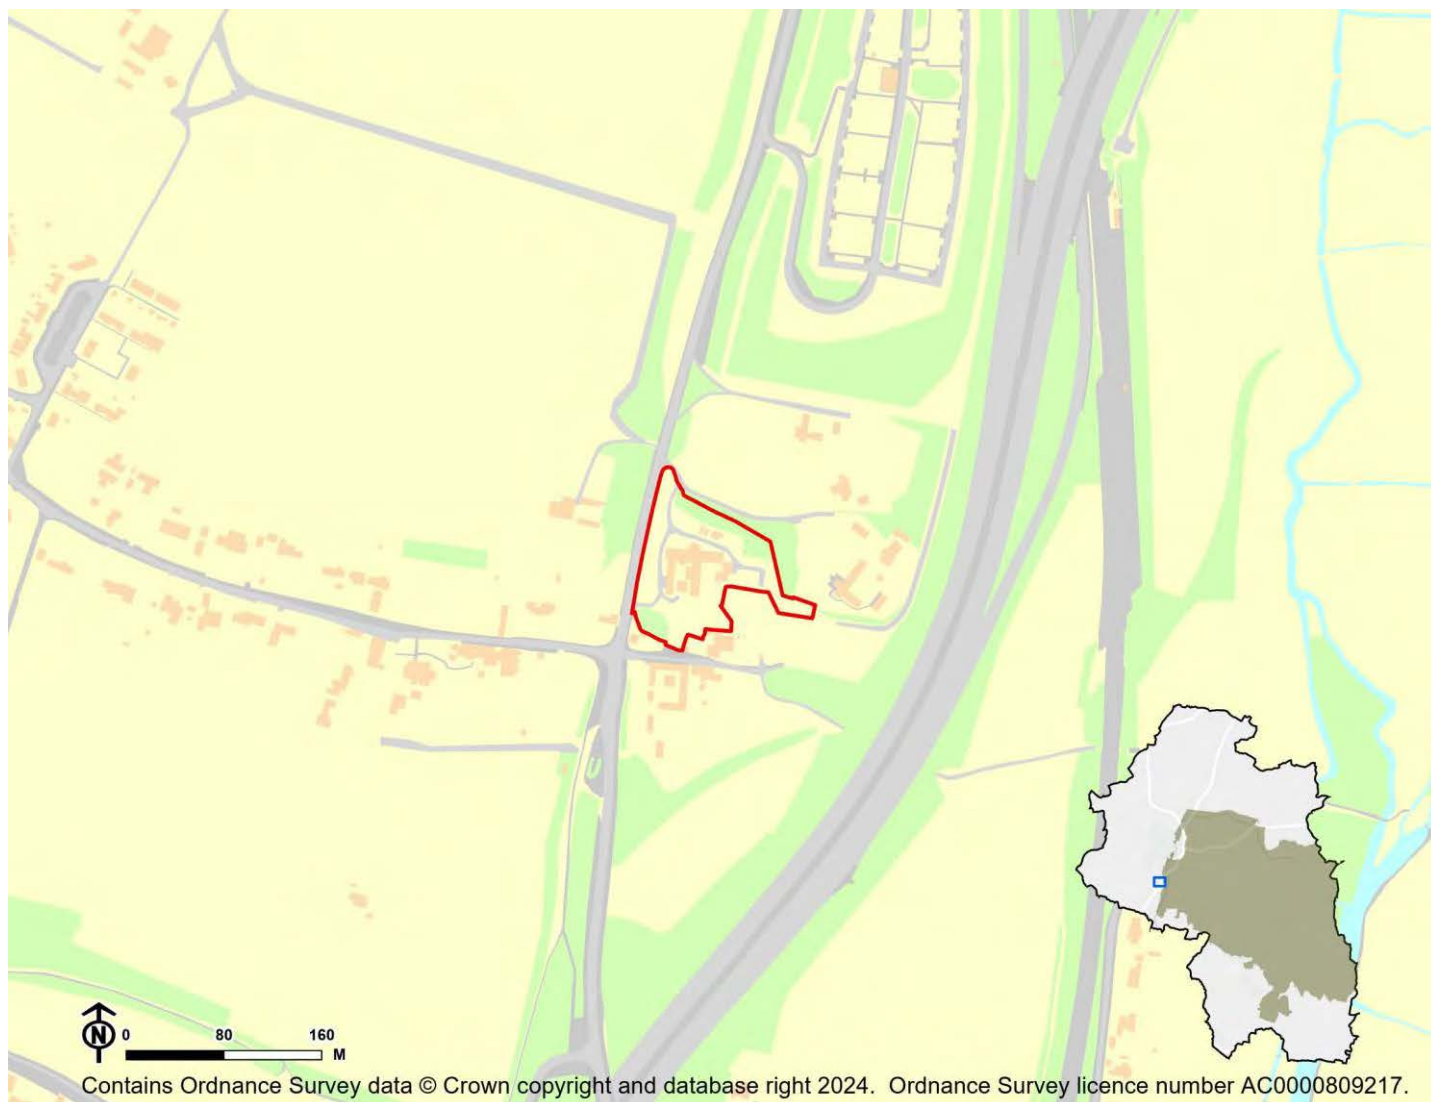 N
0 80 160
M
Contains Ordnance Survey data © Crown copyright and database right 2024. Ordnance Survey licence number AC0000809217.